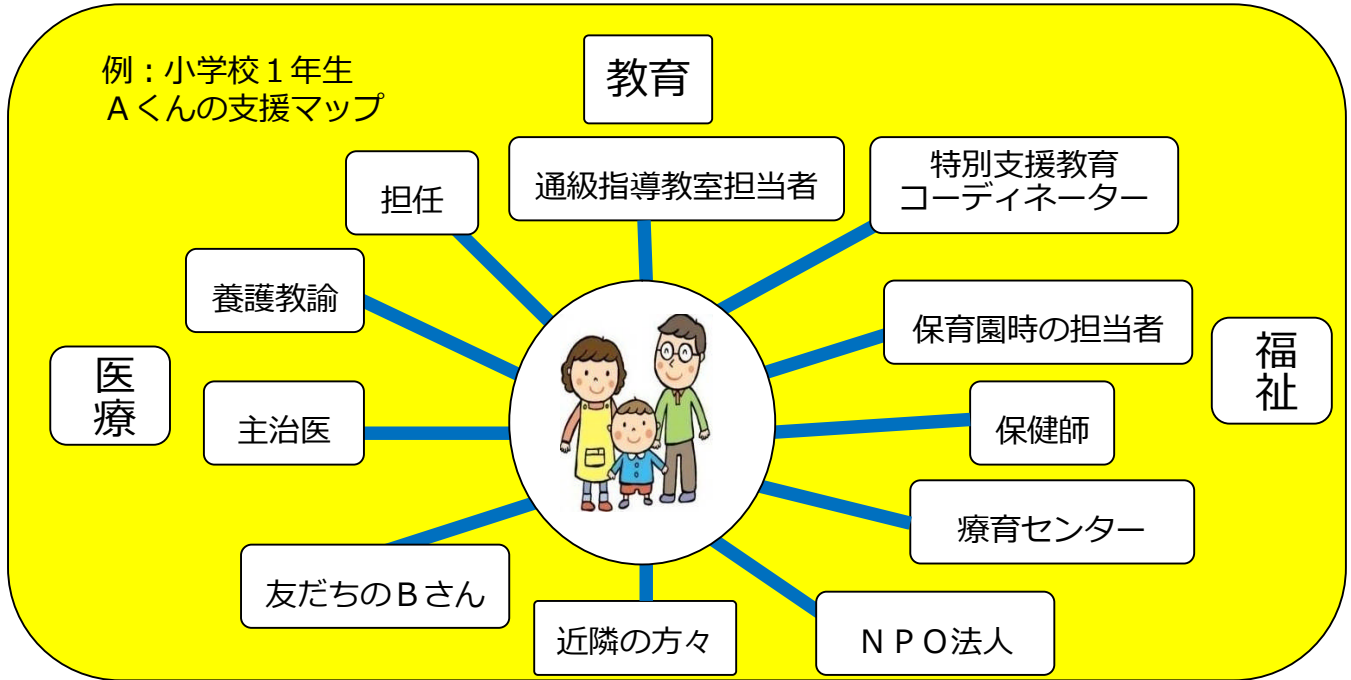 例：小学校１年生
Ａくんの支援マップ
教育
担任
通級指導教室担当者
特別支援教育
コーディネーター
養護教諭
保育園時の担当者
医療
福祉
主治医
保健師
療育センター
友だちのＢさん
近隣の方々
ＮＰＯ法人